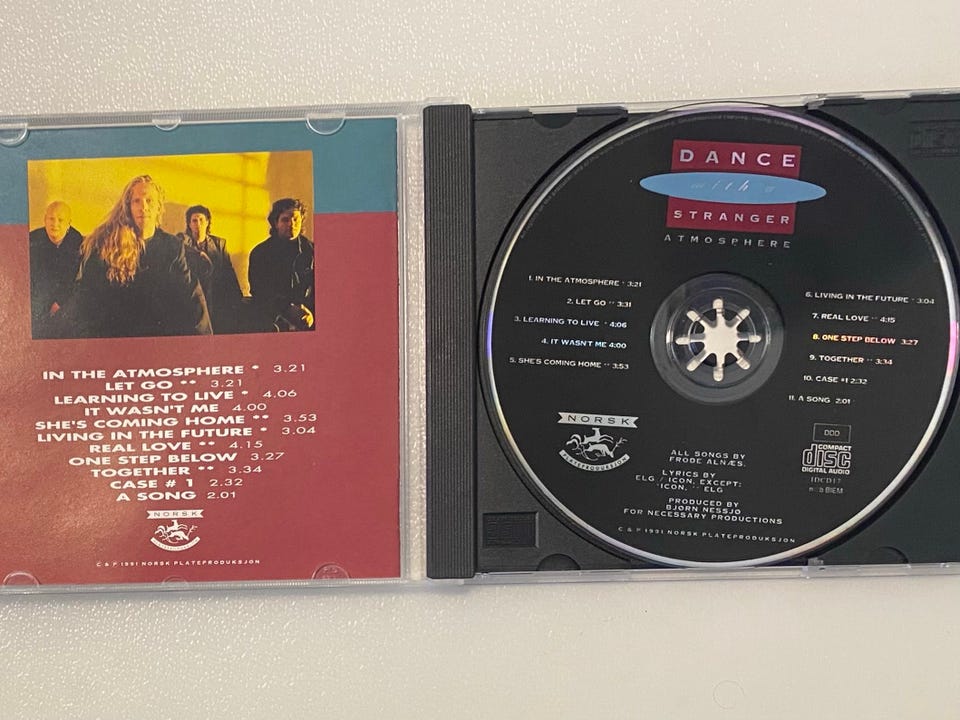 IN THE ATMOSPHERE * 3.21
LET GO ** 3.21
LEARNING TO LIVE * 4.06
IT WASN'T ME 4.00
SHE'S COMING HOME ** 3.53
LIVING IN THE FUTURE * 3.04
REAL LOVE ** 4.15
ONE STEP BELOW 3.27
TOGETHER ** 3.34
CASE # 1 2.32
A SONG 2.01
NORSK
C & P 1991 NORSK PLATEPRODUKSJON
DANCE
with a
STRANGER
ATMOSPHERE
1. IN THE ATMOSPHERE * 3:21
2. LET GO ** 3:31
3. LEARNING TO LIVE * 4:06
4. IT WASN'T ME 4:00
5. SHE'S COMING HOME ** 3:53
6. LIVING IN THE FUTURE * 3:04
7. REAL LOVE ** 4:15
8. ONE STEP BELOW 3:27
9. TOGETHER ** 3:34
10. CASE #1 2:32
11. A SONG 2:01
NORSK
PLATEPRODUKSJON
ALL SONGS BY
FRODE ALNÆS.
LYRICS BY
ELG / ICON, EXCEPT:
*ICON, ** ELG
PRODUCED BY
BJØRN NESSJØ
FOR NECESSARY PRODUCTIONS
C & P 1991 NORSK PLATEPRODUKSJON
DDD
COMPACT
disc
DIGITAL AUDIO
IDCD17
ncb BIEM